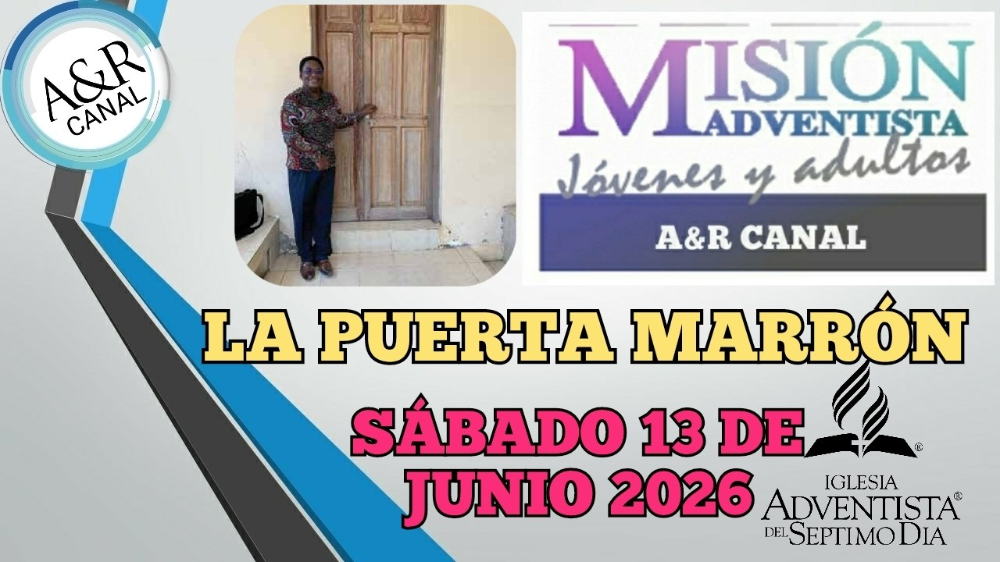 A&R
CANAL
MISIÓN
ADVENTISTA
Jóvenes y adultos
A&R CANAL
LA PUERTA MARRÓN
SÁBADO 13 DE
JUNIO 2026
®
IGLESIA
ADVENTISTA®
DEL SEPTIMO DIA